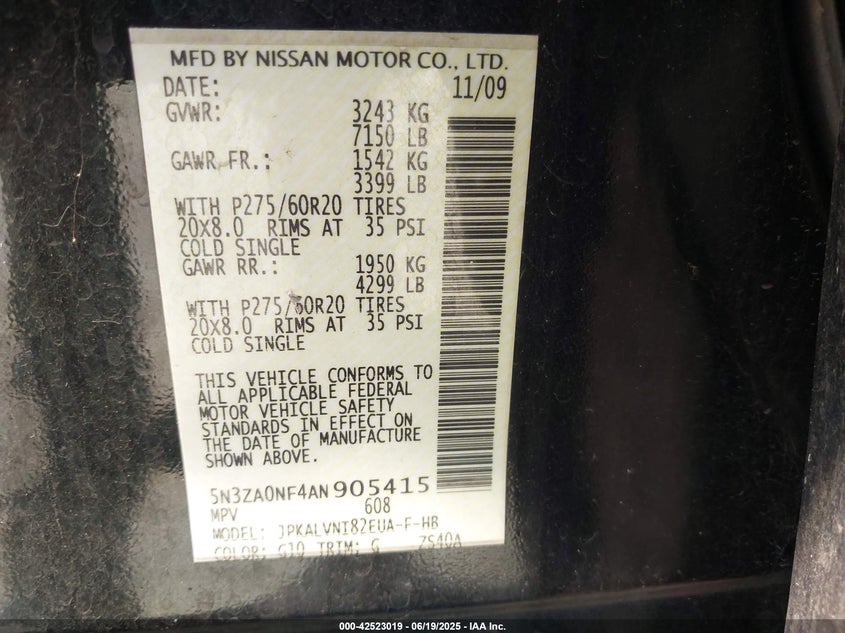 MFD BY NISSAN MOTOR CO., LTD.
DATE: 11/09
GVWR: 3243 KG
7150 LB
GAWR FR.: 1542 KG
3399 LB
WITH P275/60R20 TIRES
20X8.0 RIMS AT 35 PSI
COLD SINGLE
GAWR RR.: 1950 KG
4299 LB
WITH P275/60R20 TIRES
20X8.0 RIMS AT 35 PSI
COLD SINGLE
THIS VEHICLE CONFORMS TO
ALL APPLICABLE FEDERAL
MOTOR VEHICLE SAFETY
STANDARDS IN EFFECT ON
THE DATE OF MANUFACTURE
SHOWN ABOVE.
5N3ZA0NF4AN905415
MPV 608
MODEL: JPKALVNI82EUA-F-HB
COLOR: G10 TRIM: G ZS40A
000-42523019 - 06/19/2025 - IAA Inc.